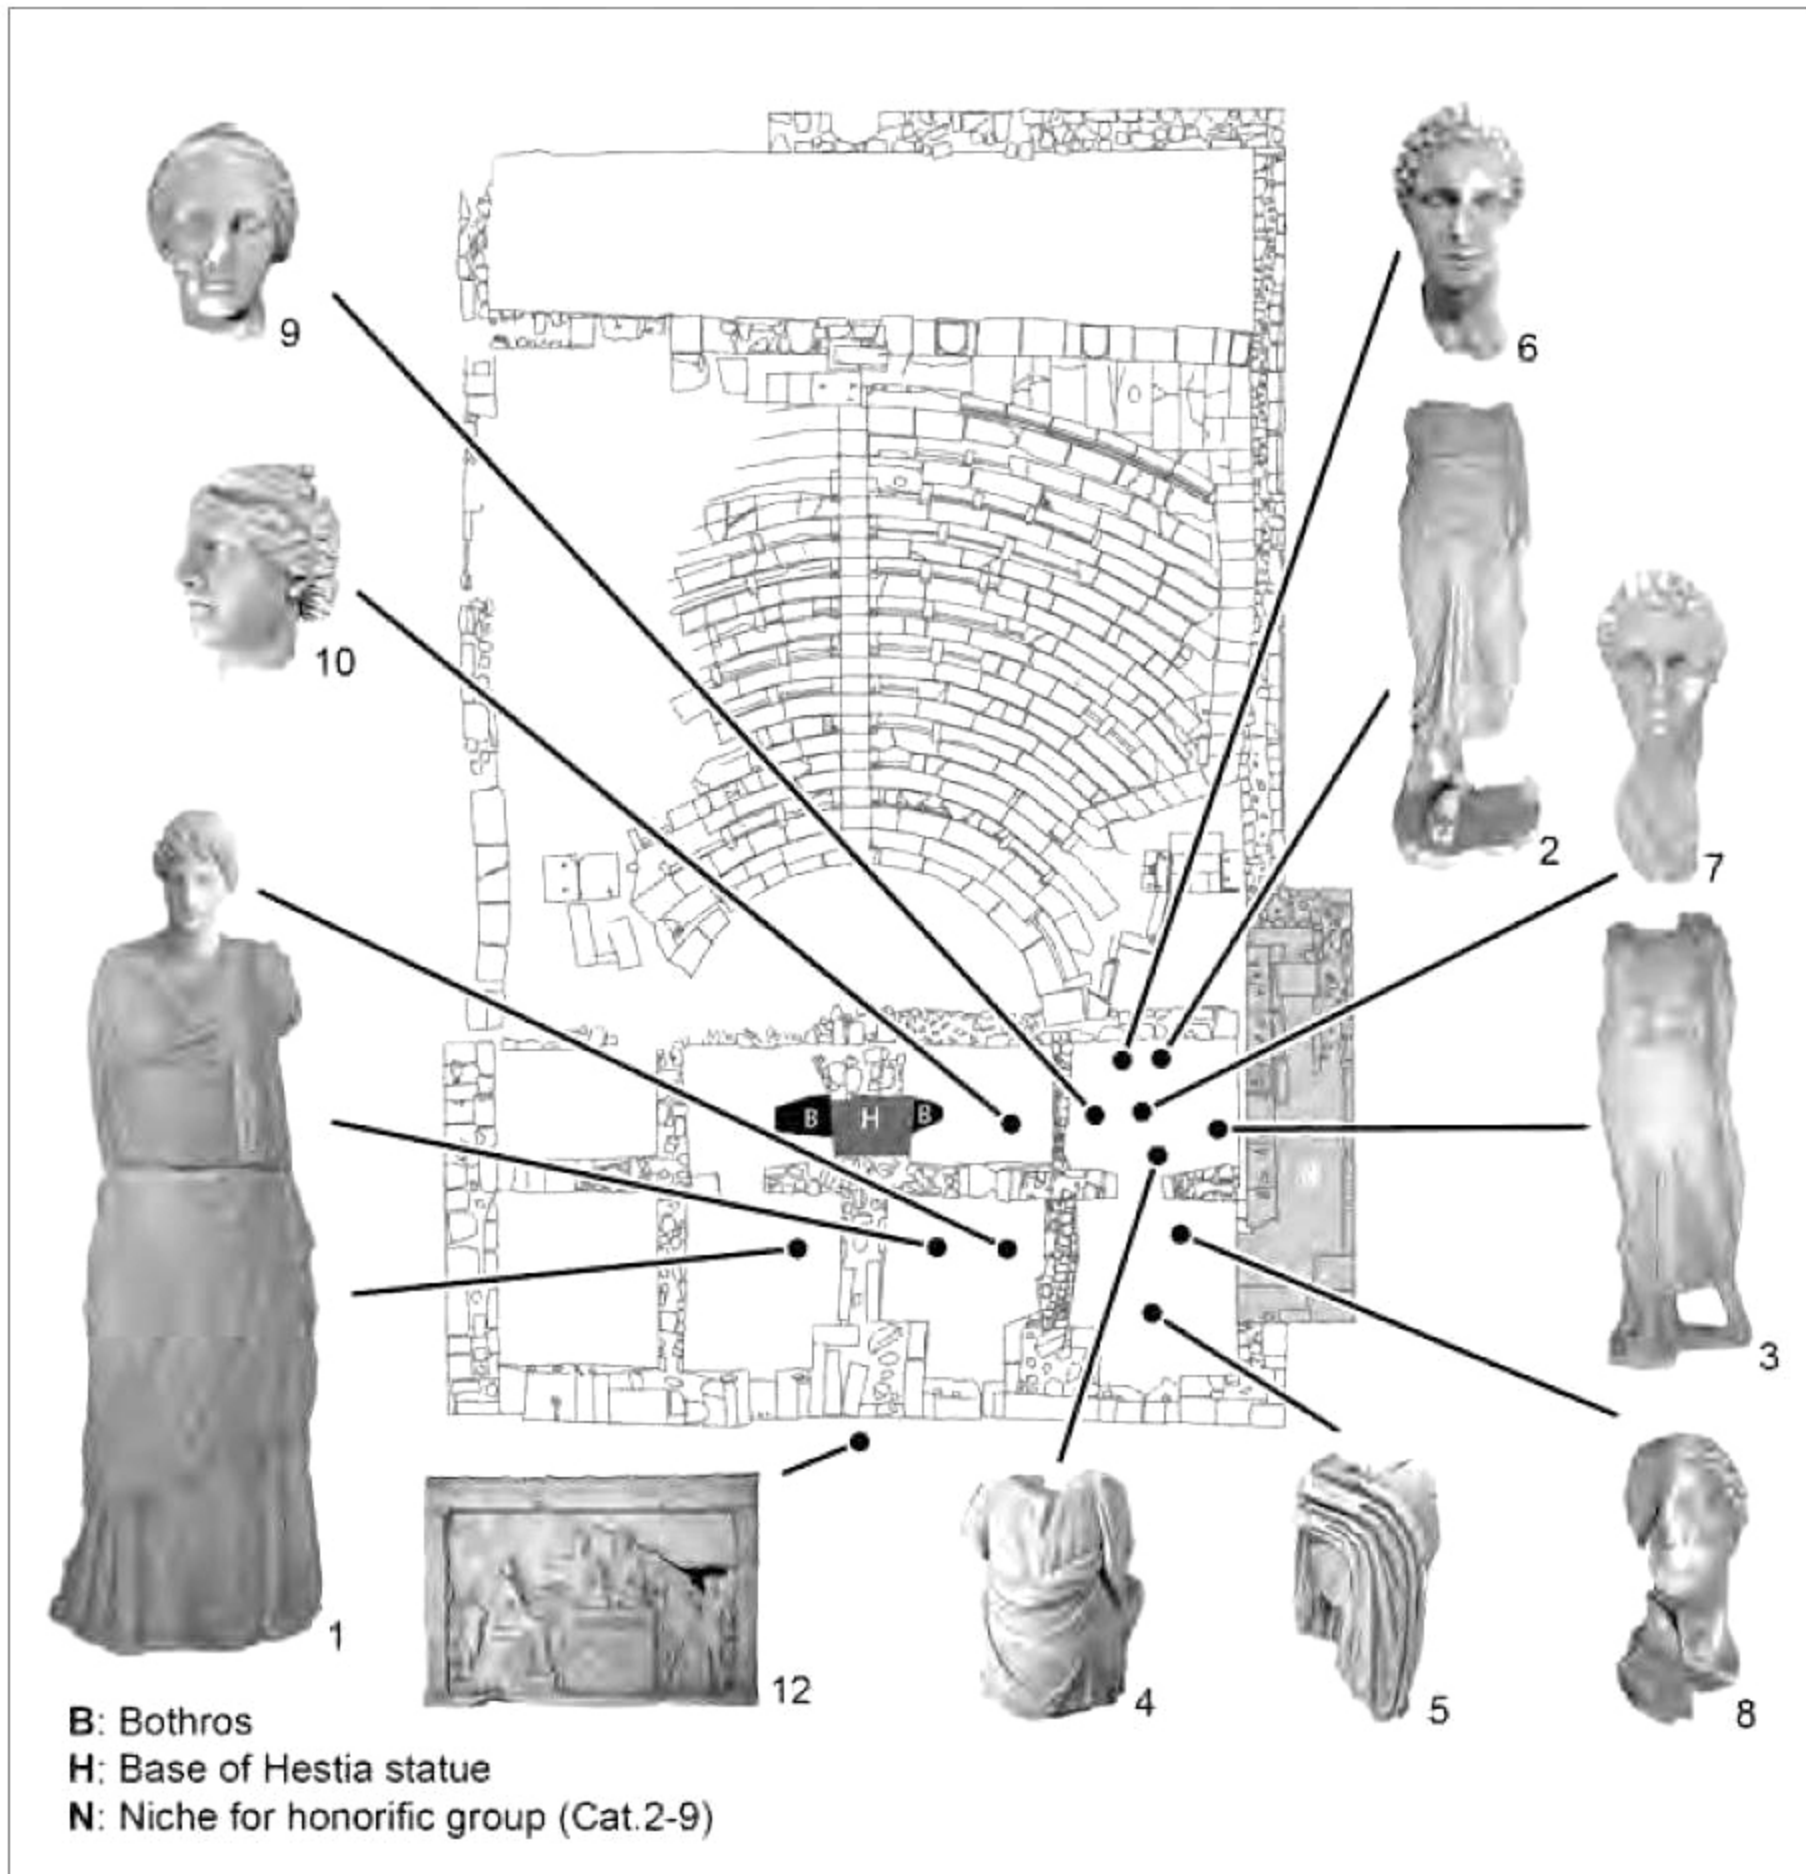 9
6
10
2
7
B H B
N
3
1
12
4
5
8
B: Bothros
H: Base of Hestia statue
N: Niche for honorific group (Cat.2-9)